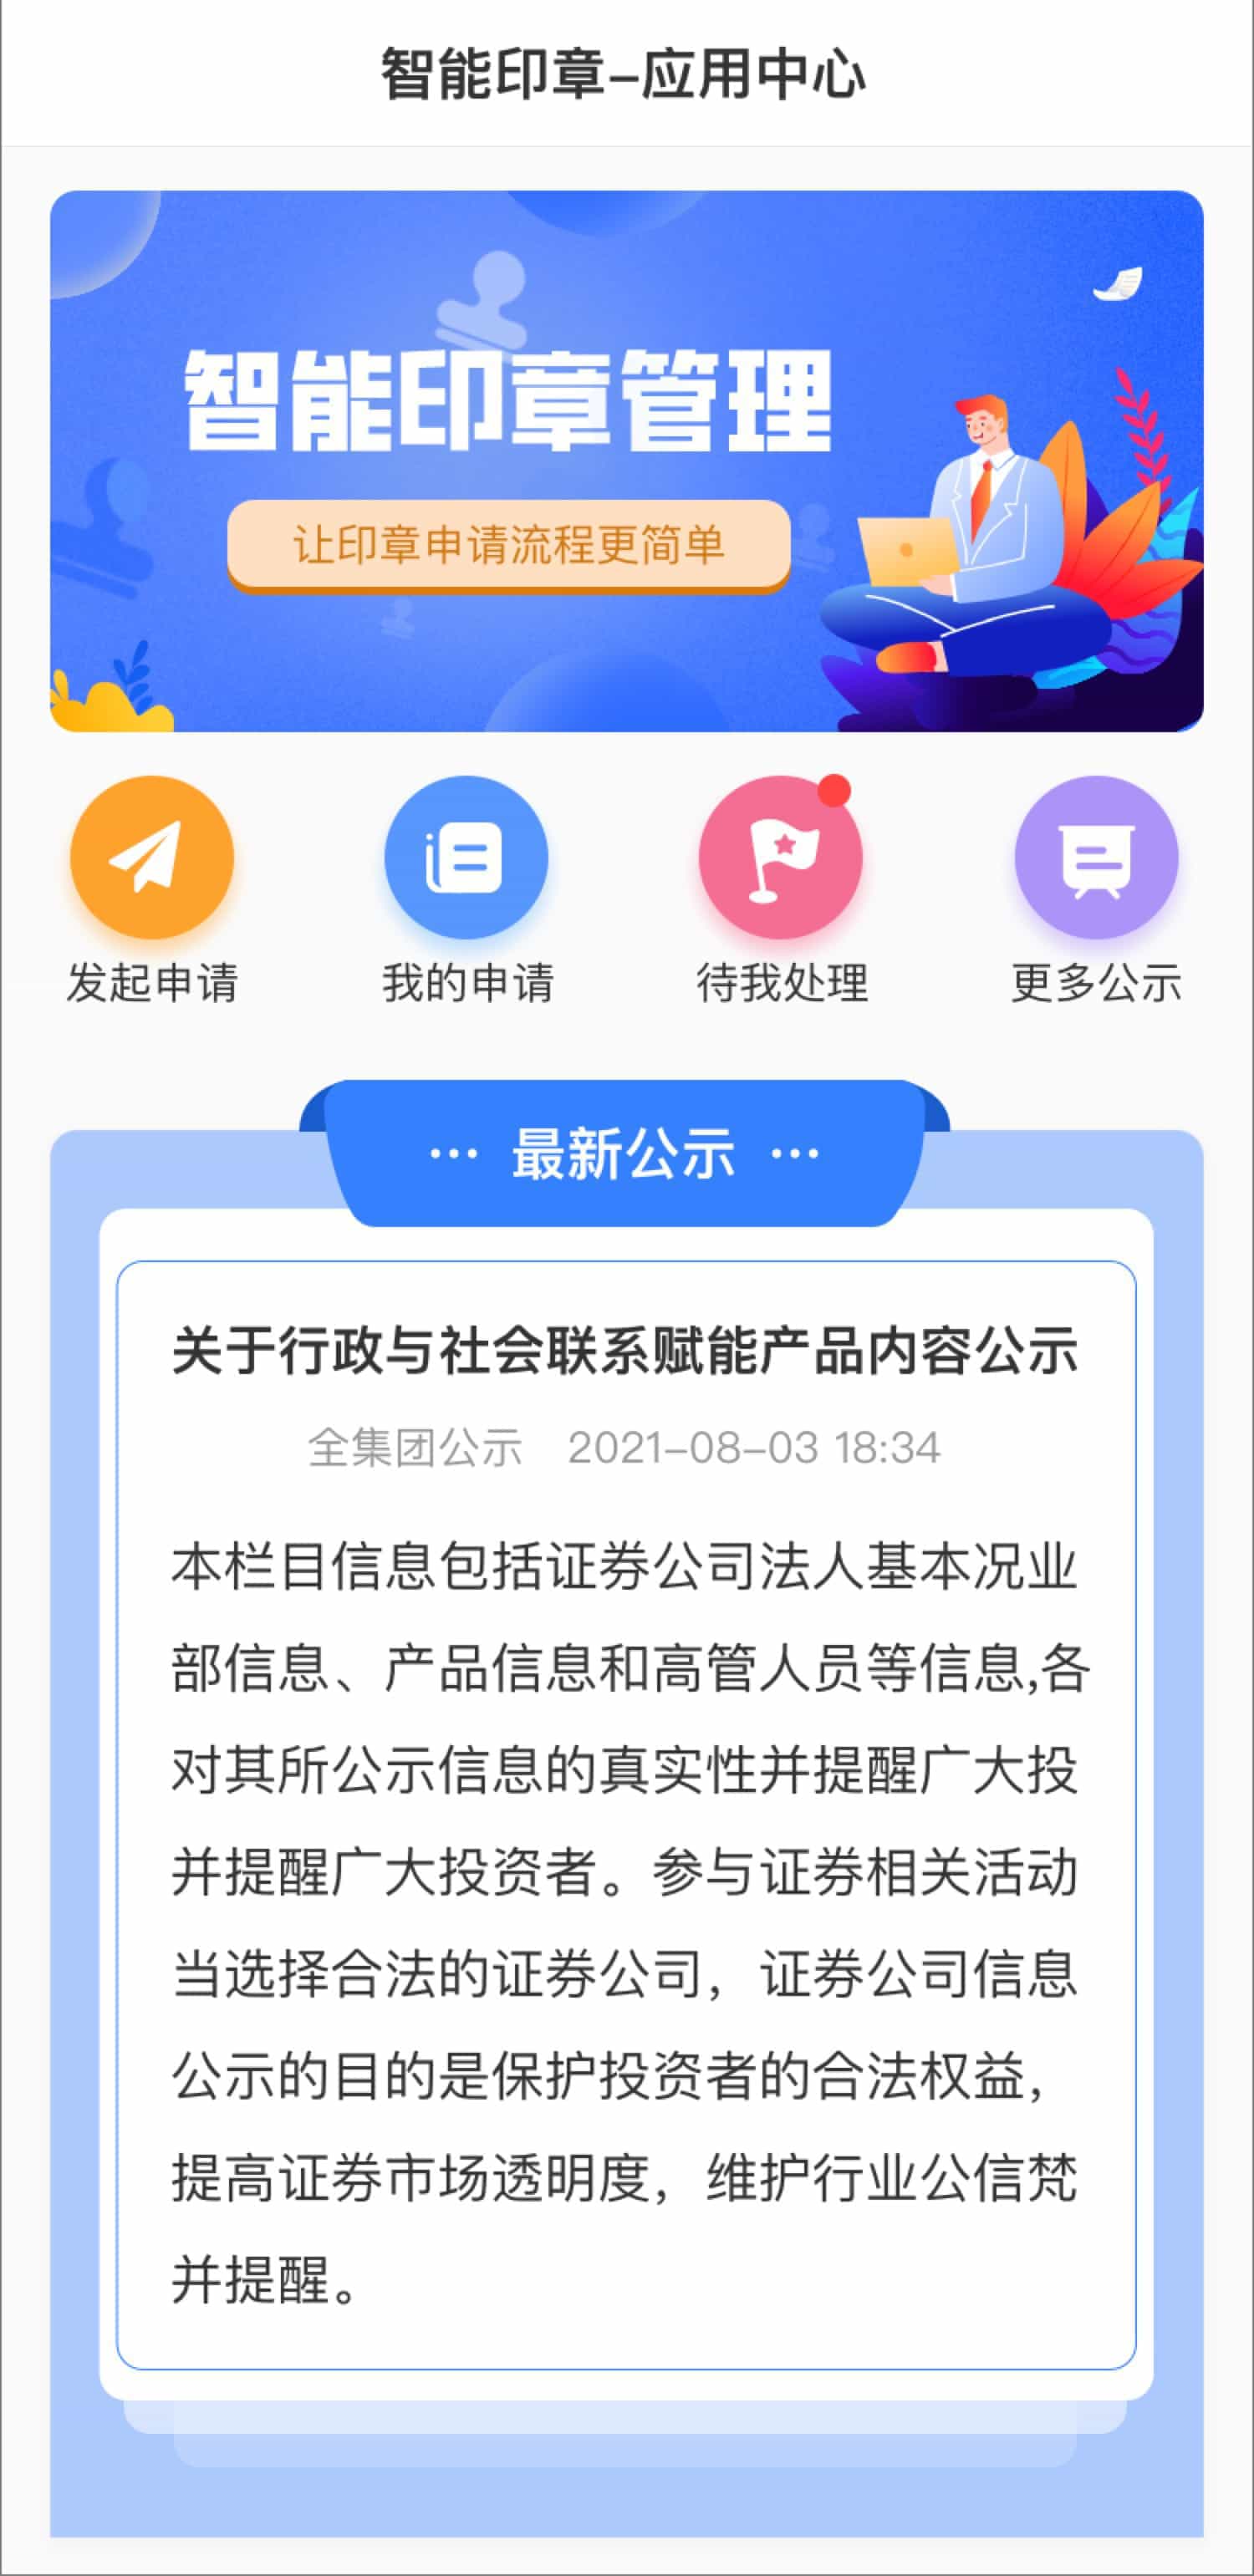 智能印章–应用中心
智能印章管理
让印章申请流程更简单
发起申请
我的申请
待我处理
更多公示
··· 最新公示 ···
关于行政与社会联系赋能产品内容公示
全集团公示 2021–08–03 18:34
本栏目信息包括证券公司法人基本况业
部信息、产品信息和高管人员等信息,各
对其所公示信息的真实性并提醒广大投
并提醒广大投资者。参与证券相关活动
当选择合法的证券公司，证券公司信息
公示的目的是保护投资者的合法权益，
提高证券市场透明度，维护行业公信梵
并提醒。